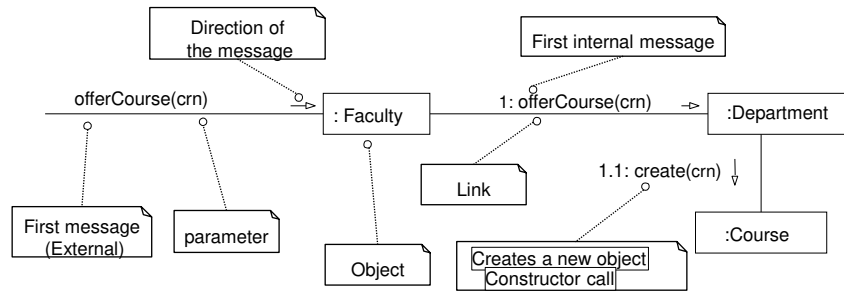 Direction of
the message
First internal message
offerCourse(crn)
: Faculty
1: offerCourse(crn)
:Department
Link
1.1: create(crn)
First message
(External)
parameter
Object
Creates a new object
Constructor call
:Course